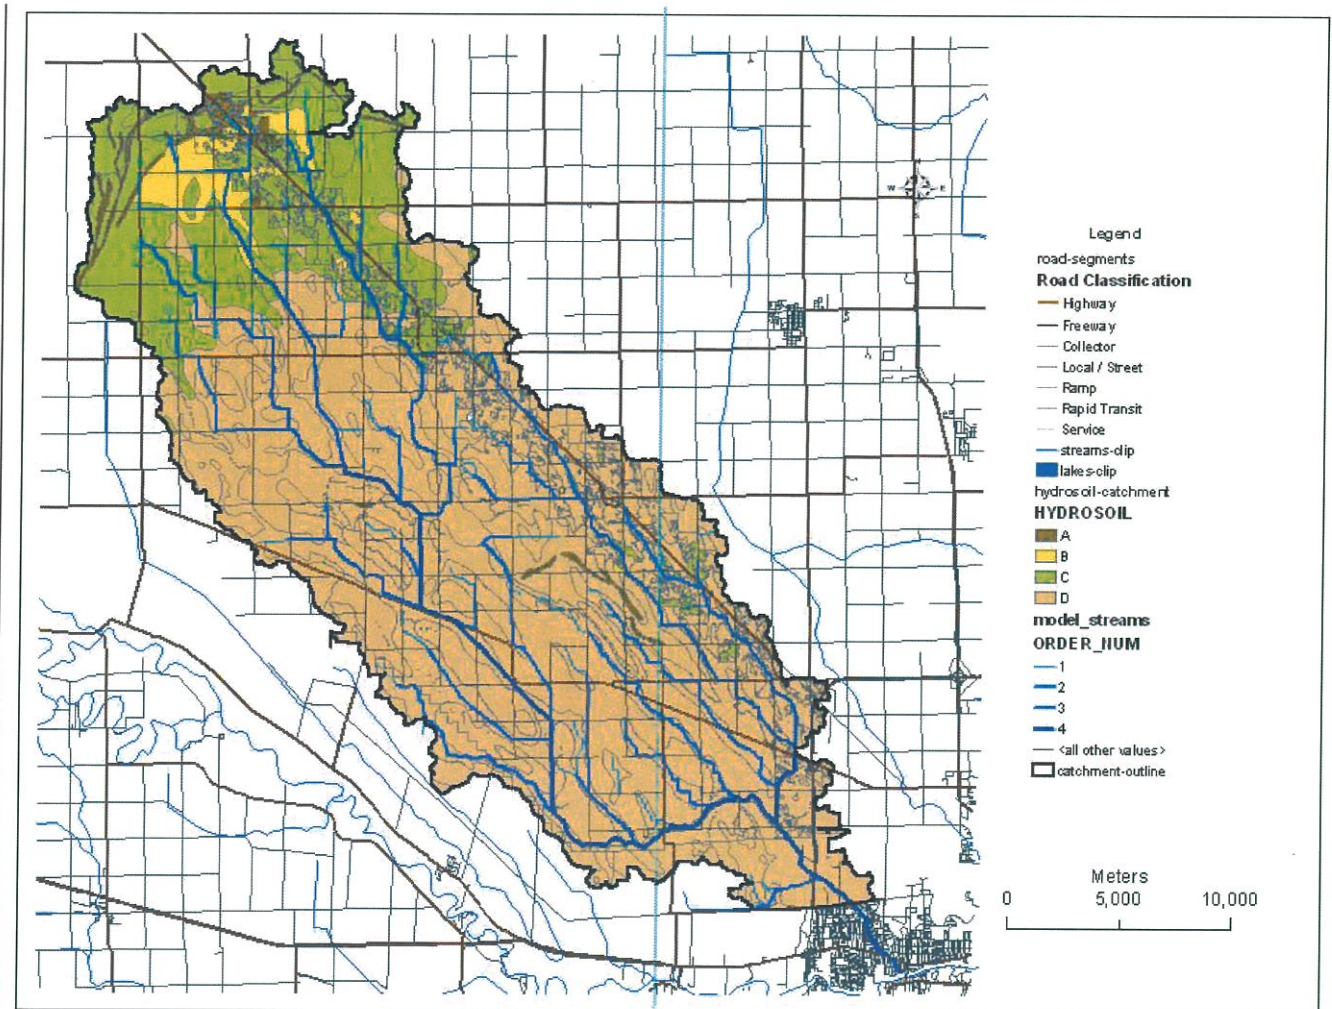 W
E
Legend
road-segments
Road Classification
Highway
Freeway
Collector
Local / Street
Ramp
Rapid Transit
Service
streams-clip
lakes-clip
hydrosoil-catchment
HYDROSOIL
A
B
C
D
model_streams
ORDER_NUM
1
2
3
4
<all other values>
catchment-outline
Meters
0 5,000 10,000